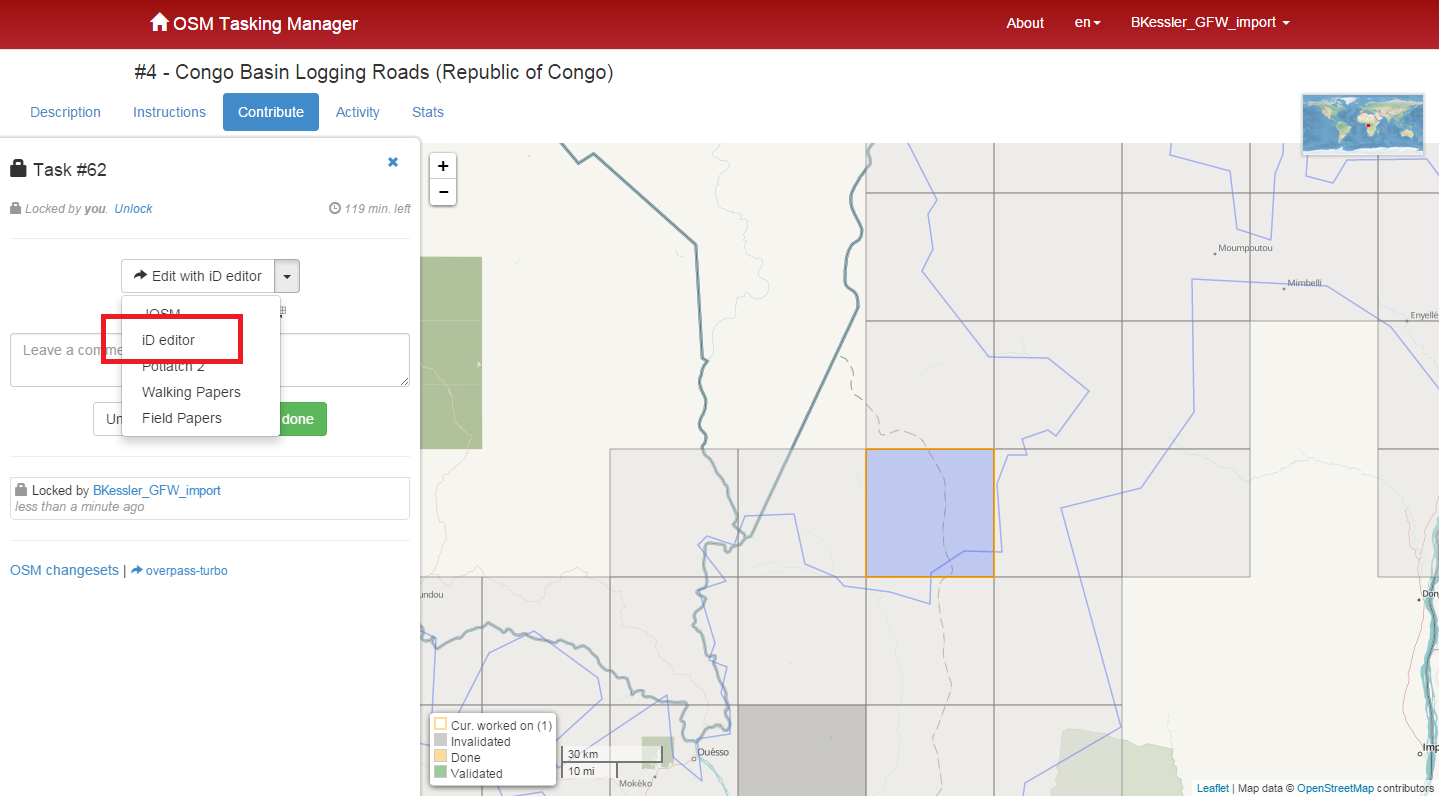 OSM Tasking Manager
About
en
BKessler_GFW_import
#4 - Congo Basin Logging Roads (Republic of Congo)
Description
Instructions
Contribute
Activity
Stats
Task #62
Locked by you. Unlock
119 min. left
Edit with iD editor
JOSM
iD editor
Leave a comme
Potlatch 2
Walking Papers
Field Papers
Un
done
Locked by BKessler_GFW_import
less than a minute ago
OSM changesets | overpass-turbo
+
−
Moumpoutou
Mimbelli
Enyellé
undou
Don
Ouésso
Mokéko
Imp
Cur. worked on (1)
Invalidated
Done
Validated
30 km
10 mi
Leaflet | Map data © OpenStreetMap contributors